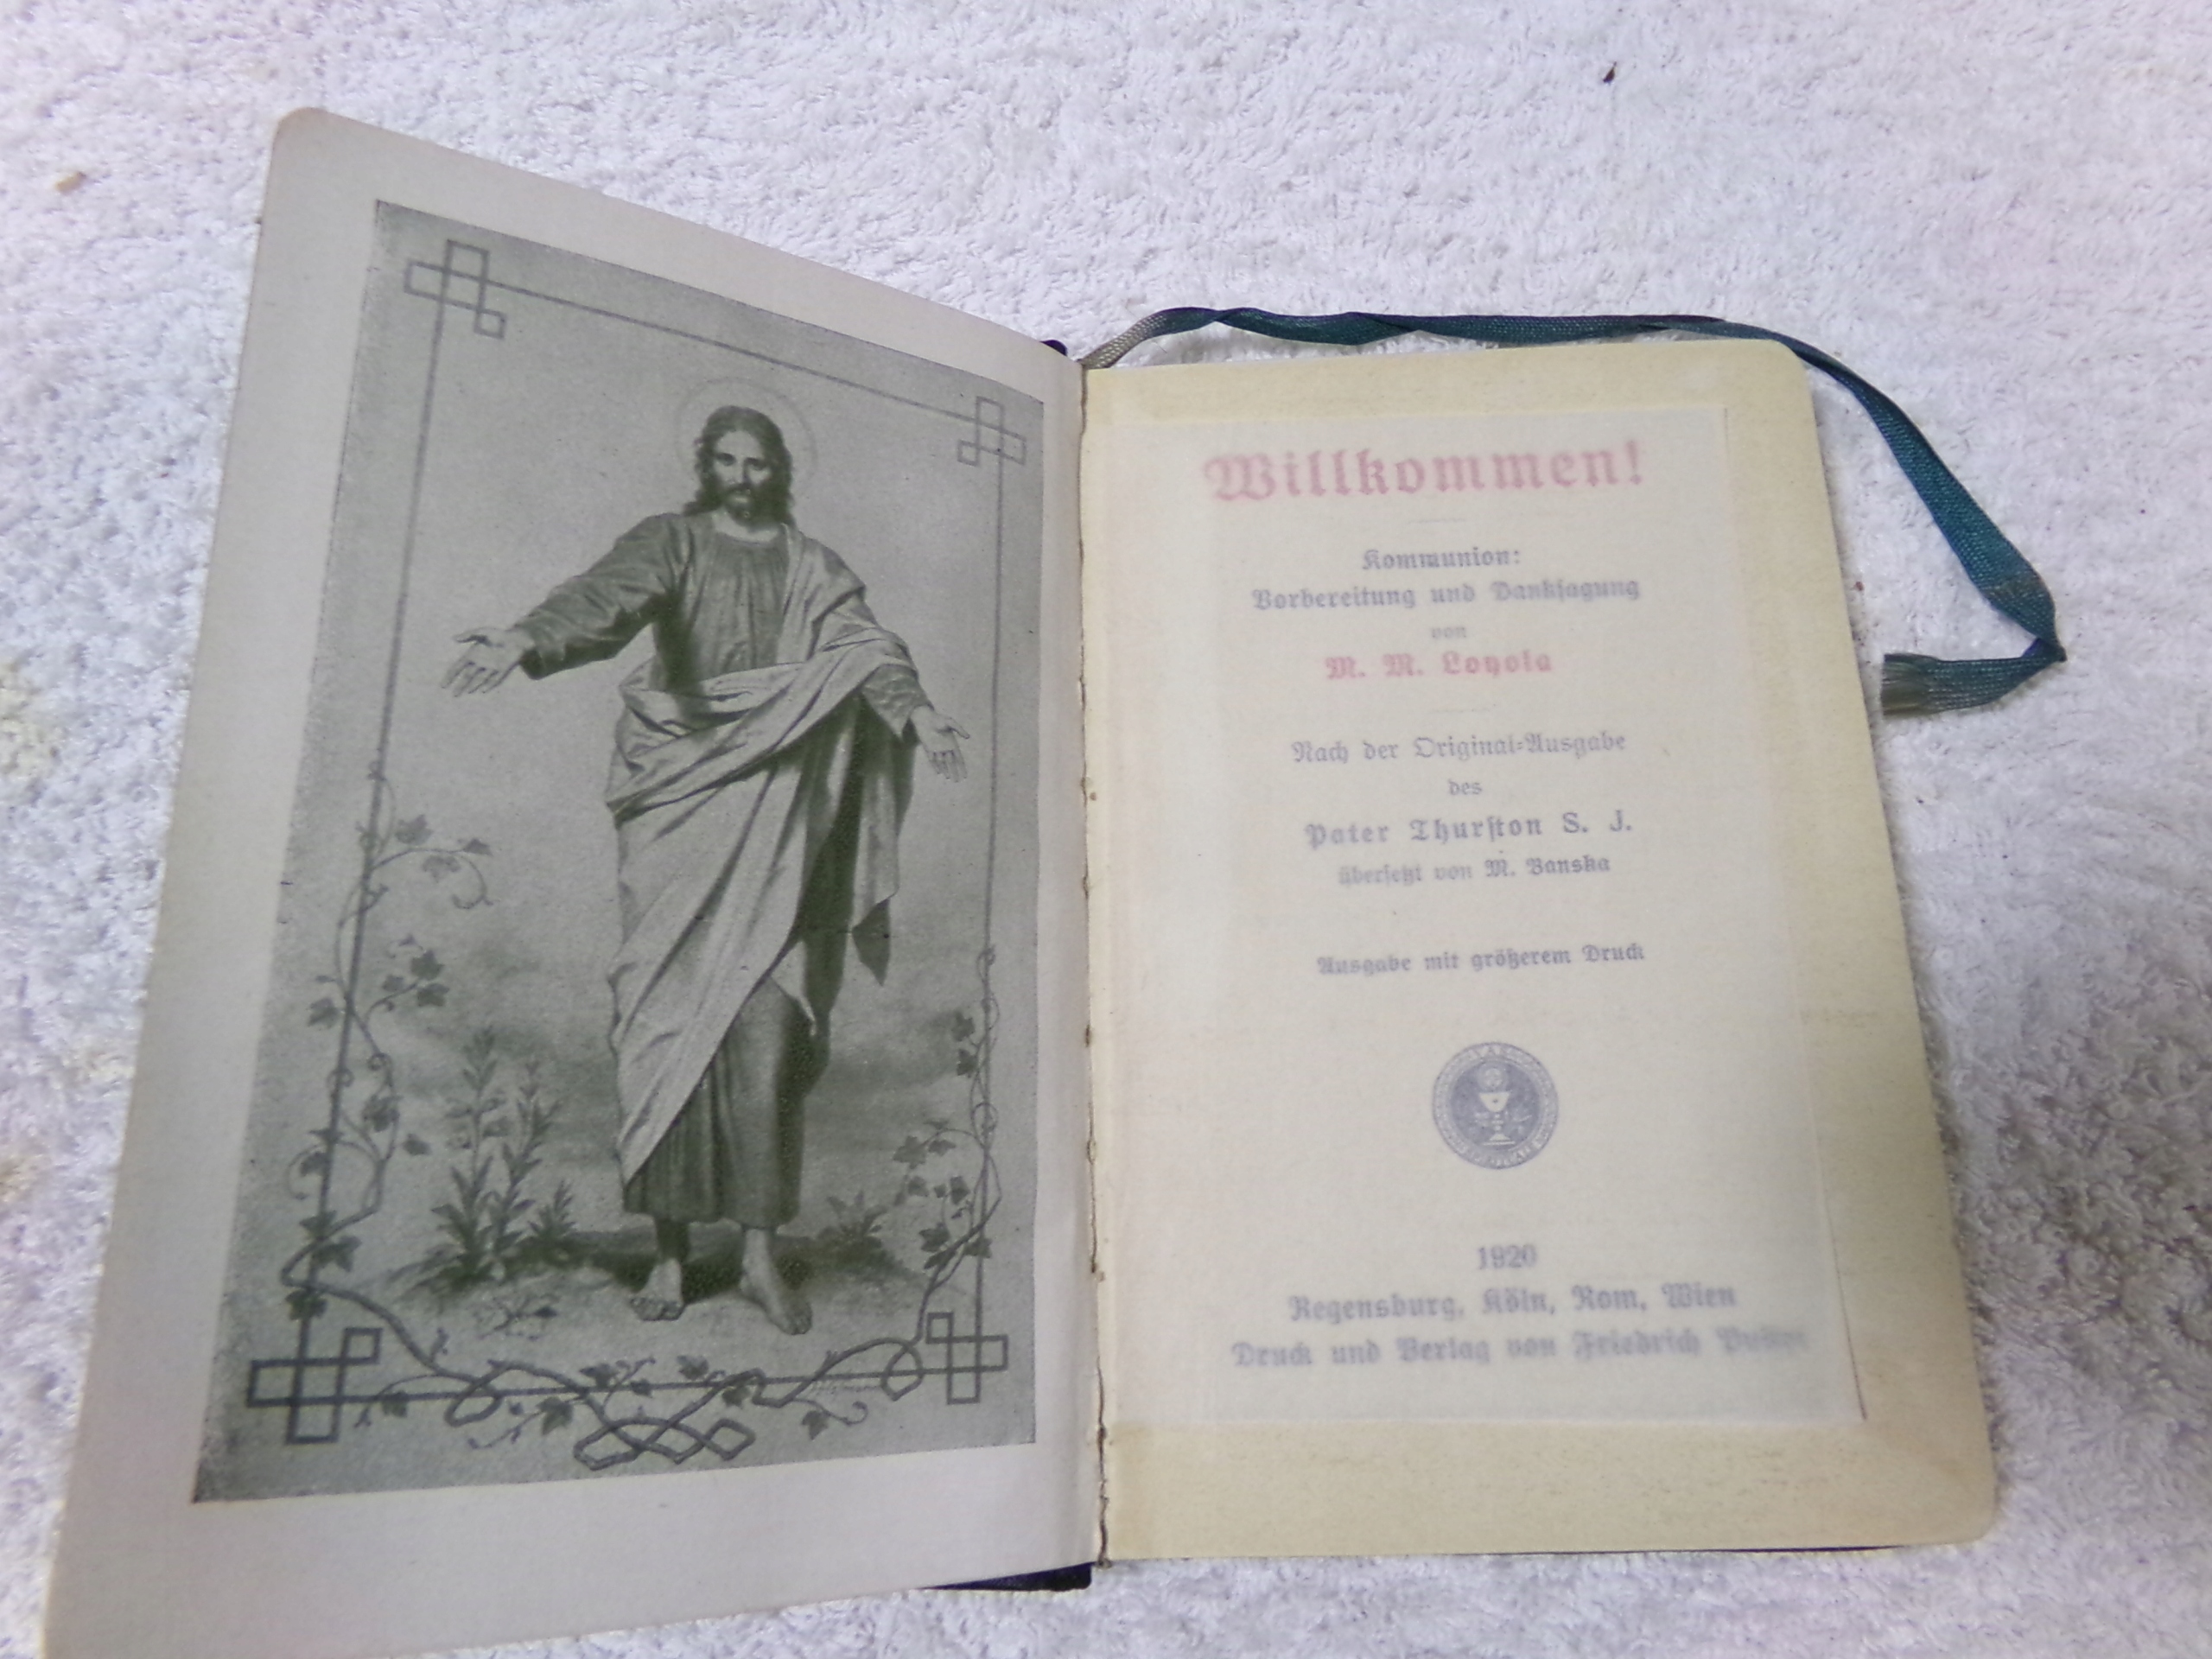 Willkommen!
Kommunion:
Vorbereitung und Danksagung
von
M. M. Loyola
Nach der Original-Ausgabe
des
Pater Thurston S. J.
übersetzt von M. Banska
Ausgabe mit größerem Druck
1920
Regensburg, Köln, Rom, Wien
Druck und Verlag von Friedrich Pustet